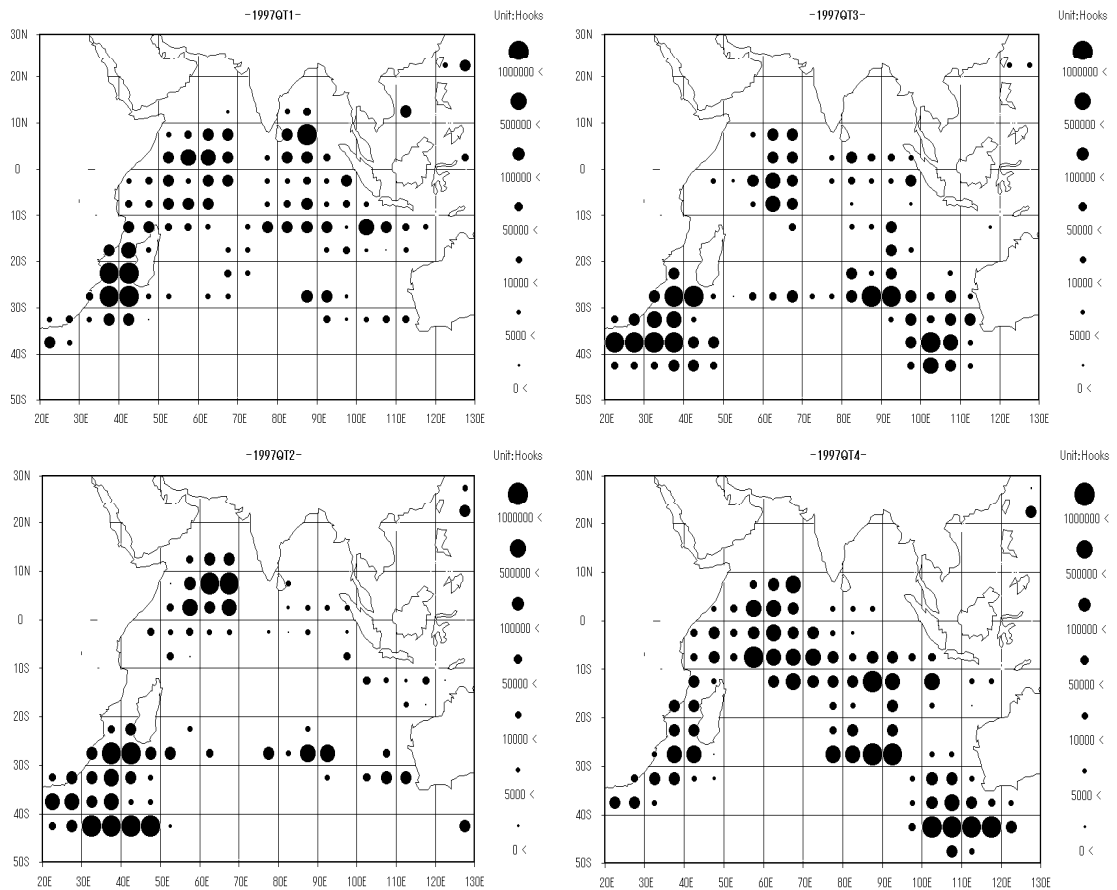 -1997QT1-
Unit:Hooks
30N
20N
10N
0
10S
20S
30S
40S
50S
20E 30E 40E 50E 60E 70E 80E 90E 100E 110E 120E 130E
1000000 <
500000 <
100000 <
50000 <
10000 <
5000 <
0 <
-1997QT3-
Unit:Hooks
30N
20N
10N
0
10S
20S
30S
40S
50S
20E 30E 40E 50E 60E 70E 80E 90E 100E 110E 120E 130E
1000000 <
500000 <
100000 <
50000 <
10000 <
5000 <
0 <
-1997QT2-
Unit:Hooks
30N
20N
10N
0
10S
20S
30S
40S
50S
20E 30E 40E 50E 60E 70E 80E 90E 100E 110E 120E 130E
1000000 <
500000 <
100000 <
50000 <
10000 <
5000 <
0 <
-1997QT4-
Unit:Hooks
30N
20N
10N
0
10S
20S
30S
40S
50S
20E 30E 40E 50E 60E 70E 80E 90E 100E 110E 120E 130E
1000000 <
500000 <
100000 <
50000 <
10000 <
5000 <
0 <